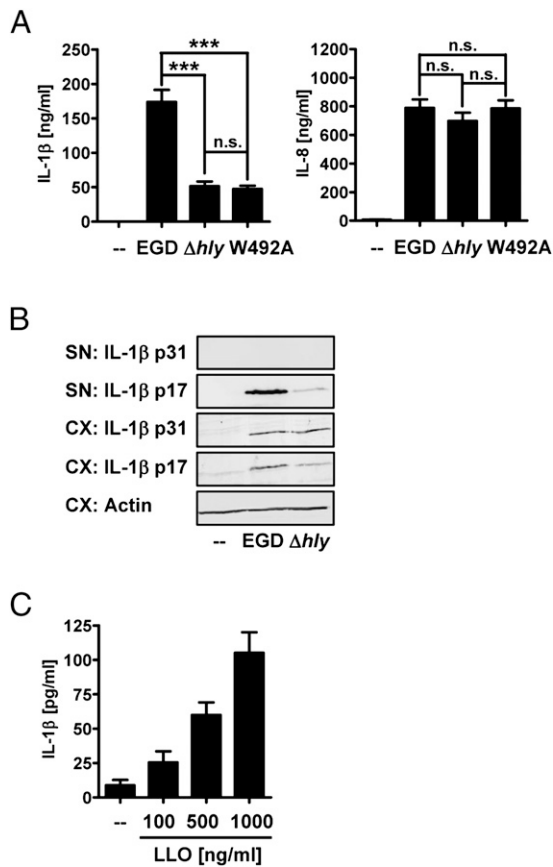 A
IL-1β [ng/ml]
250
200
150
100
50
0
***
***
n.s.
-- EGD Δhly W492A
IL-8 [ng/ml]
1200
1000
800
600
400
200
0
n.s.
n.s.
n.s.
-- EGD Δhly W492A
B
SN: IL-1β p31
SN: IL-1β p17
CX: IL-1β p31
CX: IL-1β p17
CX: Actin
-- EGD Δhly
C
IL-1β [pg/ml]
125
100
75
50
25
0
-- 100 500 1000
LLO [ng/ml]